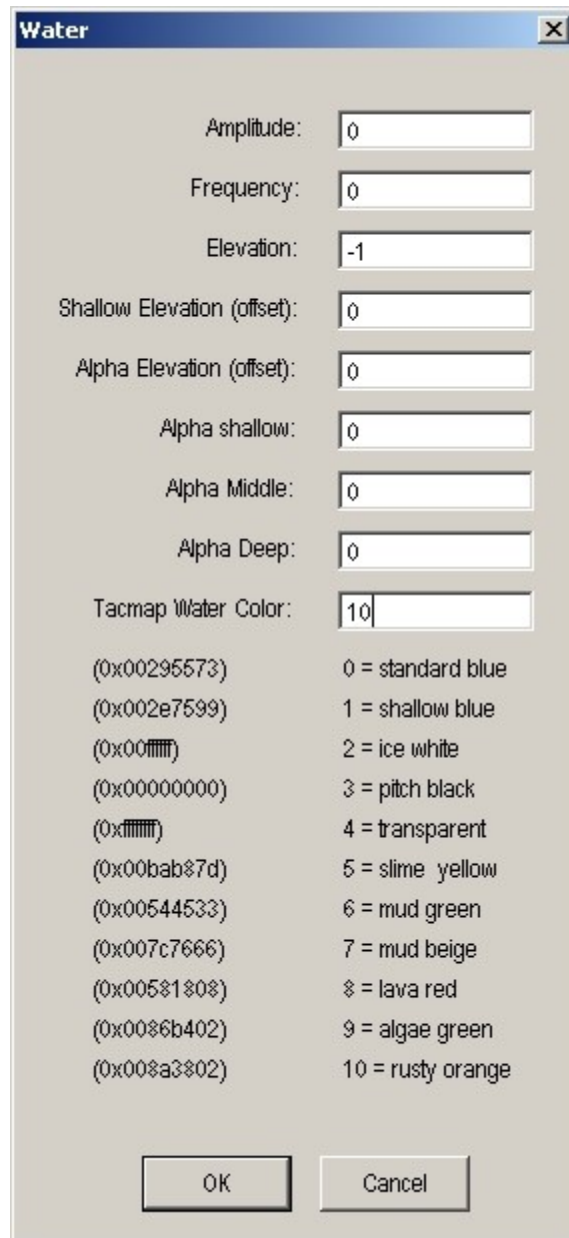 Water
Amplitude: 0
Frequency: 0
Elevation: -1
Shallow Elevation (offset): 0
Alpha Elevation (offset): 0
Alpha shallow: 0
Alpha Middle: 0
Alpha Deep: 0
Tacmap Water Color: 10
(0x00295573) 0 = standard blue
(0x002e7599) 1 = shallow blue
(0x00ffffff) 2 = ice white
(0x00000000) 3 = pitch black
(0xffffffff) 4 = transparent
(0x00bab87d) 5 = slime yellow
(0x00544533) 6 = mud green
(0x007c7666) 7 = mud beige
(0x00581808) 8 = lava red
(0x0086b402) 9 = algae green
(0x008a3802) 10 = rusty orange
OK Cancel